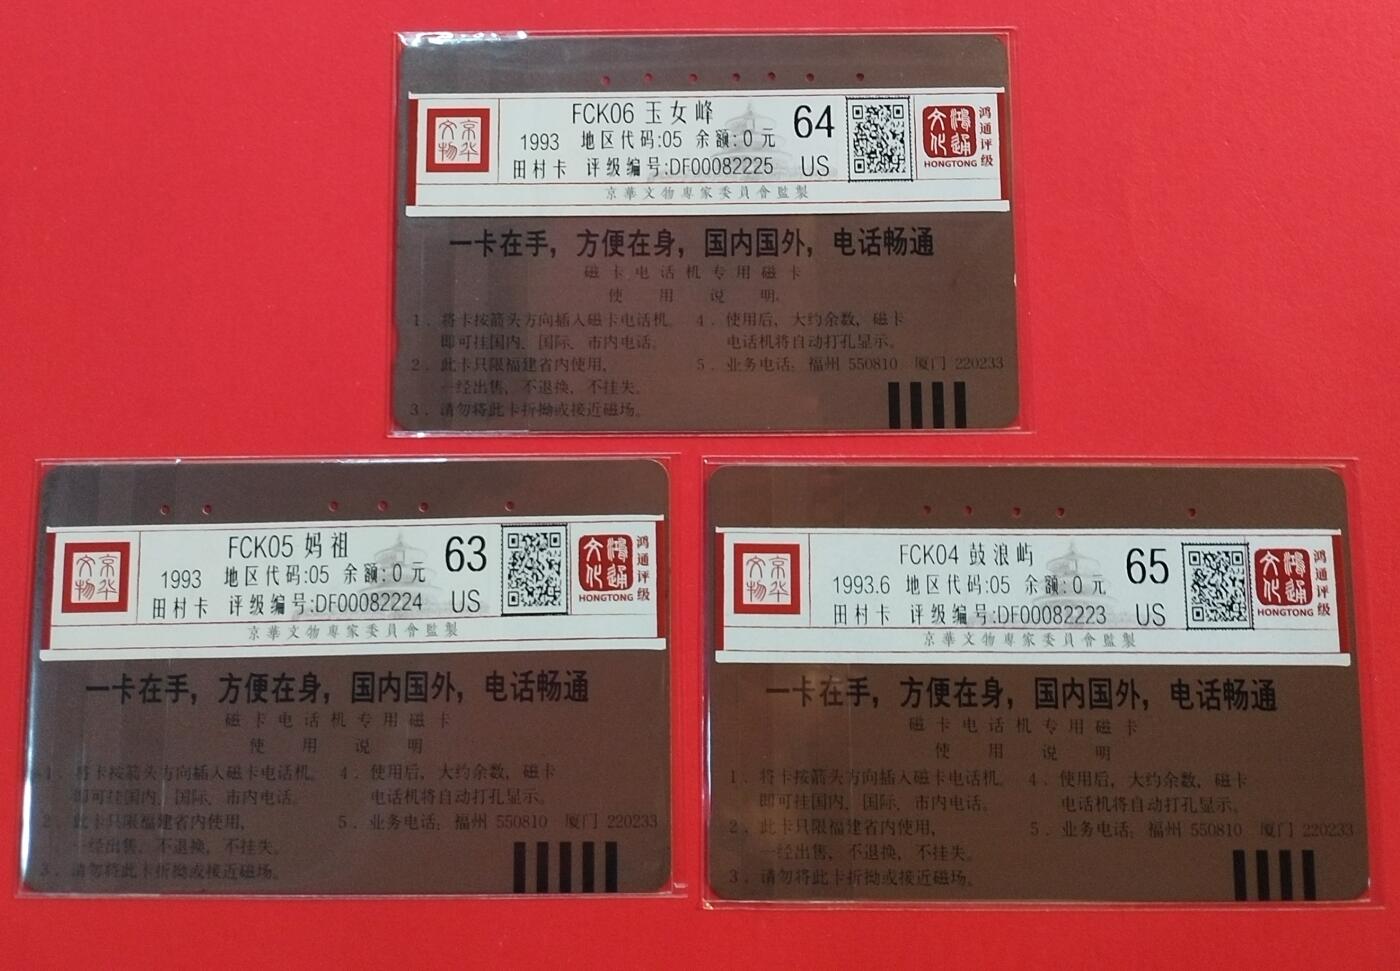 京华文物
FCK06 玉女峰
1993 地区代码:05 余额:0 元
田村卡 评级编号:DF00082225
64
US
鸿通文化
HONGTONG
鸿通评级
京華文物專家委員會監製
一卡在手，方便在身，国内国外，电话畅通
磁卡电话机专用磁卡
使用说明
1．将卡按箭头方向插入磁卡电话机，
即可挂国内、国际、市内电话。
2．此卡只限福建省内使用，
一经出售，不退换，不挂失。
3．请勿将此卡折拗或接近磁场。
4．使用后，大约余数，磁卡
电话机将自动打孔显示。
5．业务电话：福州 550810 厦门 220233
京华文物
FCK05 妈祖
1993 地区代码:05 余额:0 元
田村卡 评级编号:DF00082224
63
US
鸿通文化
HONGTONG
鸿通评级
京華文物專家委員會監製
一卡在手，方便在身，国内国外，电话畅通
磁卡电话机专用磁卡
使用说明
1．将卡按箭头方向插入磁卡电话机，
即可挂国内、国际、市内电话。
2．此卡只限福建省内使用，
一经出售，不退换，不挂失。
3．请勿将此卡折拗或接近磁场。
4．使用后，大约余数，磁卡
电话机将自动打孔显示。
5．业务电话：福州 550810 厦门 220233
京华文物
FCK04 鼓浪屿
1993.6 地区代码:05 余额:0 元
田村卡 评级编号:DF00082223
65
US
鸿通文化
HONGTONG
鸿通评级
京華文物專家委員會監製
一卡在手，方便在身，国内国外，电话畅通
磁卡电话机专用磁卡
使用说明
1．将卡按箭头方向插入磁卡电话机，
即可挂国内、国际、市内电话。
2．此卡只限福建省内使用，
一经出售，不退换，不挂失。
3．请勿将此卡折拗或接近磁场。
4．使用后，大约余数，磁卡
电话机将自动打孔显示。
5．业务电话：福州 550810 厦门 220233